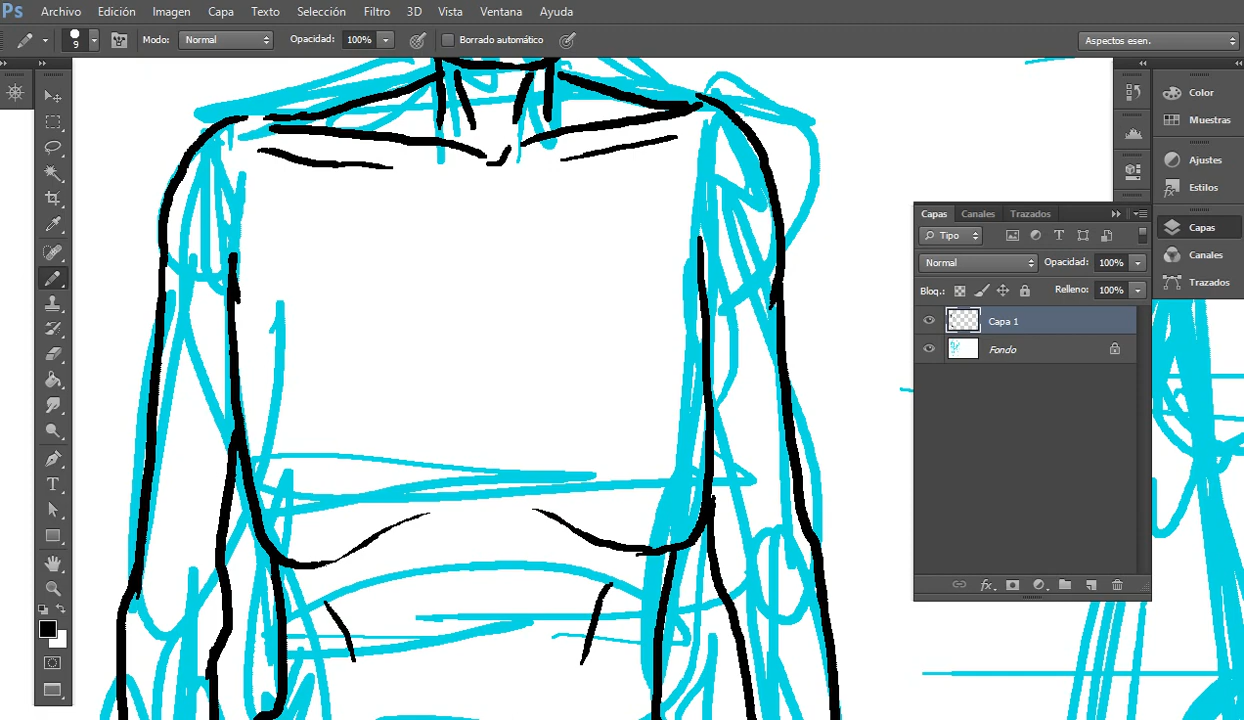 Ps Archivo Edición Imagen Capa Texto Selección Filtro 3D Vista Ventana Ayuda
9 Modo: Normal Opacidad: 100% Borrado automático Aspectos esen.
Color
Muestras
Ajustes
Estilos
Capas
Canales
Trazados
Capas Canales Trazados
Tipo T
Normal Opacidad: 100%
Bloq.: Relleno: 100%
Capa 1
Fondo
fx
T